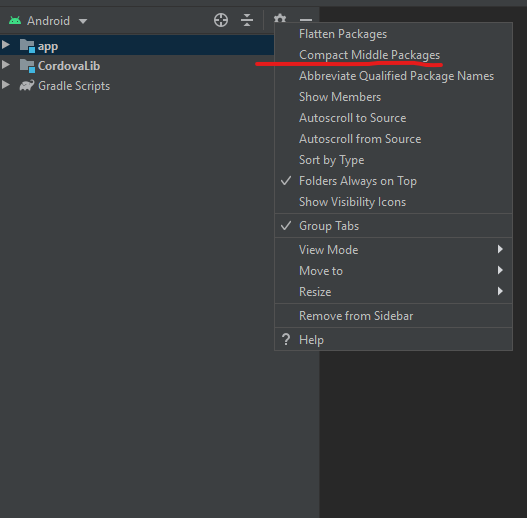 Android
app
CordovaLib
Gradle Scripts
Flatten Packages
Compact Middle Packages
Abbreviate Qualified Package Names
Show Members
Autoscroll to Source
Autoscroll from Source
Sort by Type
Folders Always on Top
Show Visibility Icons
Group Tabs
View Mode
Move to
Resize
Remove from Sidebar
? Help